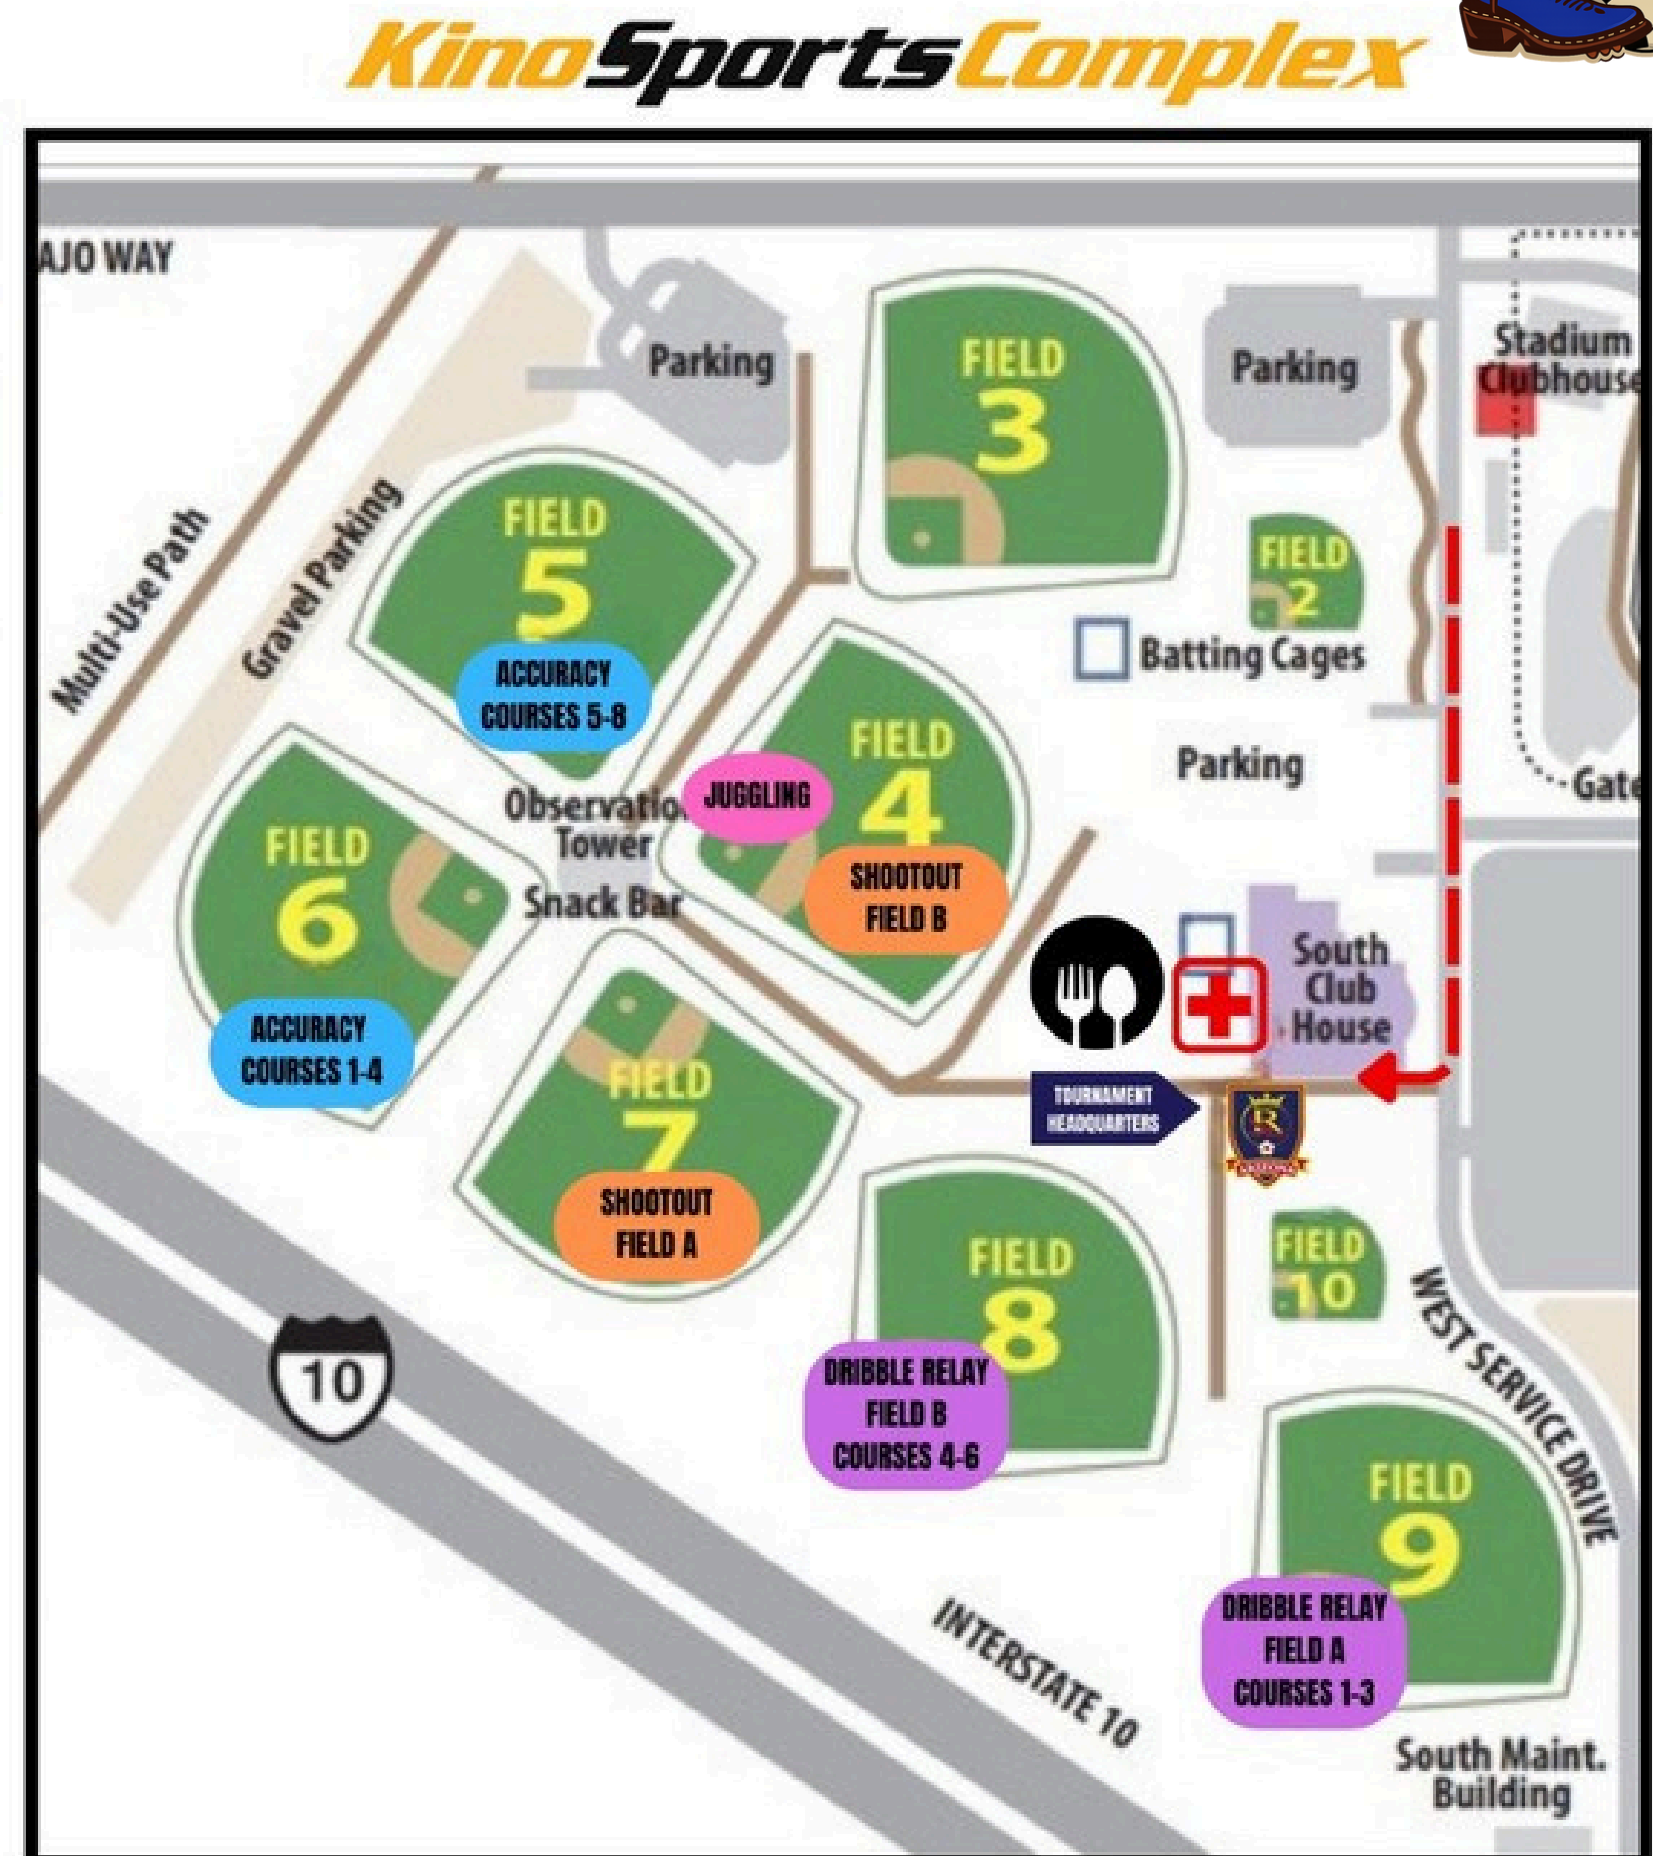 KinoSportsComplex
AJO WAY
Parking
FIELD
3
Parking
Stadium
Clubhouse
Multi-Use Path
Gravel Parking
FIELD
5
ACCURACY
COURSES 5-8
FIELD
2
Batting Cages
Parking
Gate
FIELD
4
JUGGLING
SHOOTOUT
FIELD B
Observatio
Tower
Snack Bar
FIELD
6
ACCURACY
COURSES 1-4
South
Club
House
FIELD
7
SHOOTOUT
FIELD A
TOURNAMENT
HEADQUARTERS
FIELD
8
DRIBBLE RELAY
FIELD B
COURSES 4-6
FIELD
10
WEST SERVICE DRIVE
10
INTERSTATE 10
FIELD
9
DRIBBLE RELAY
FIELD A
COURSES 1-3
South Maint.
Building